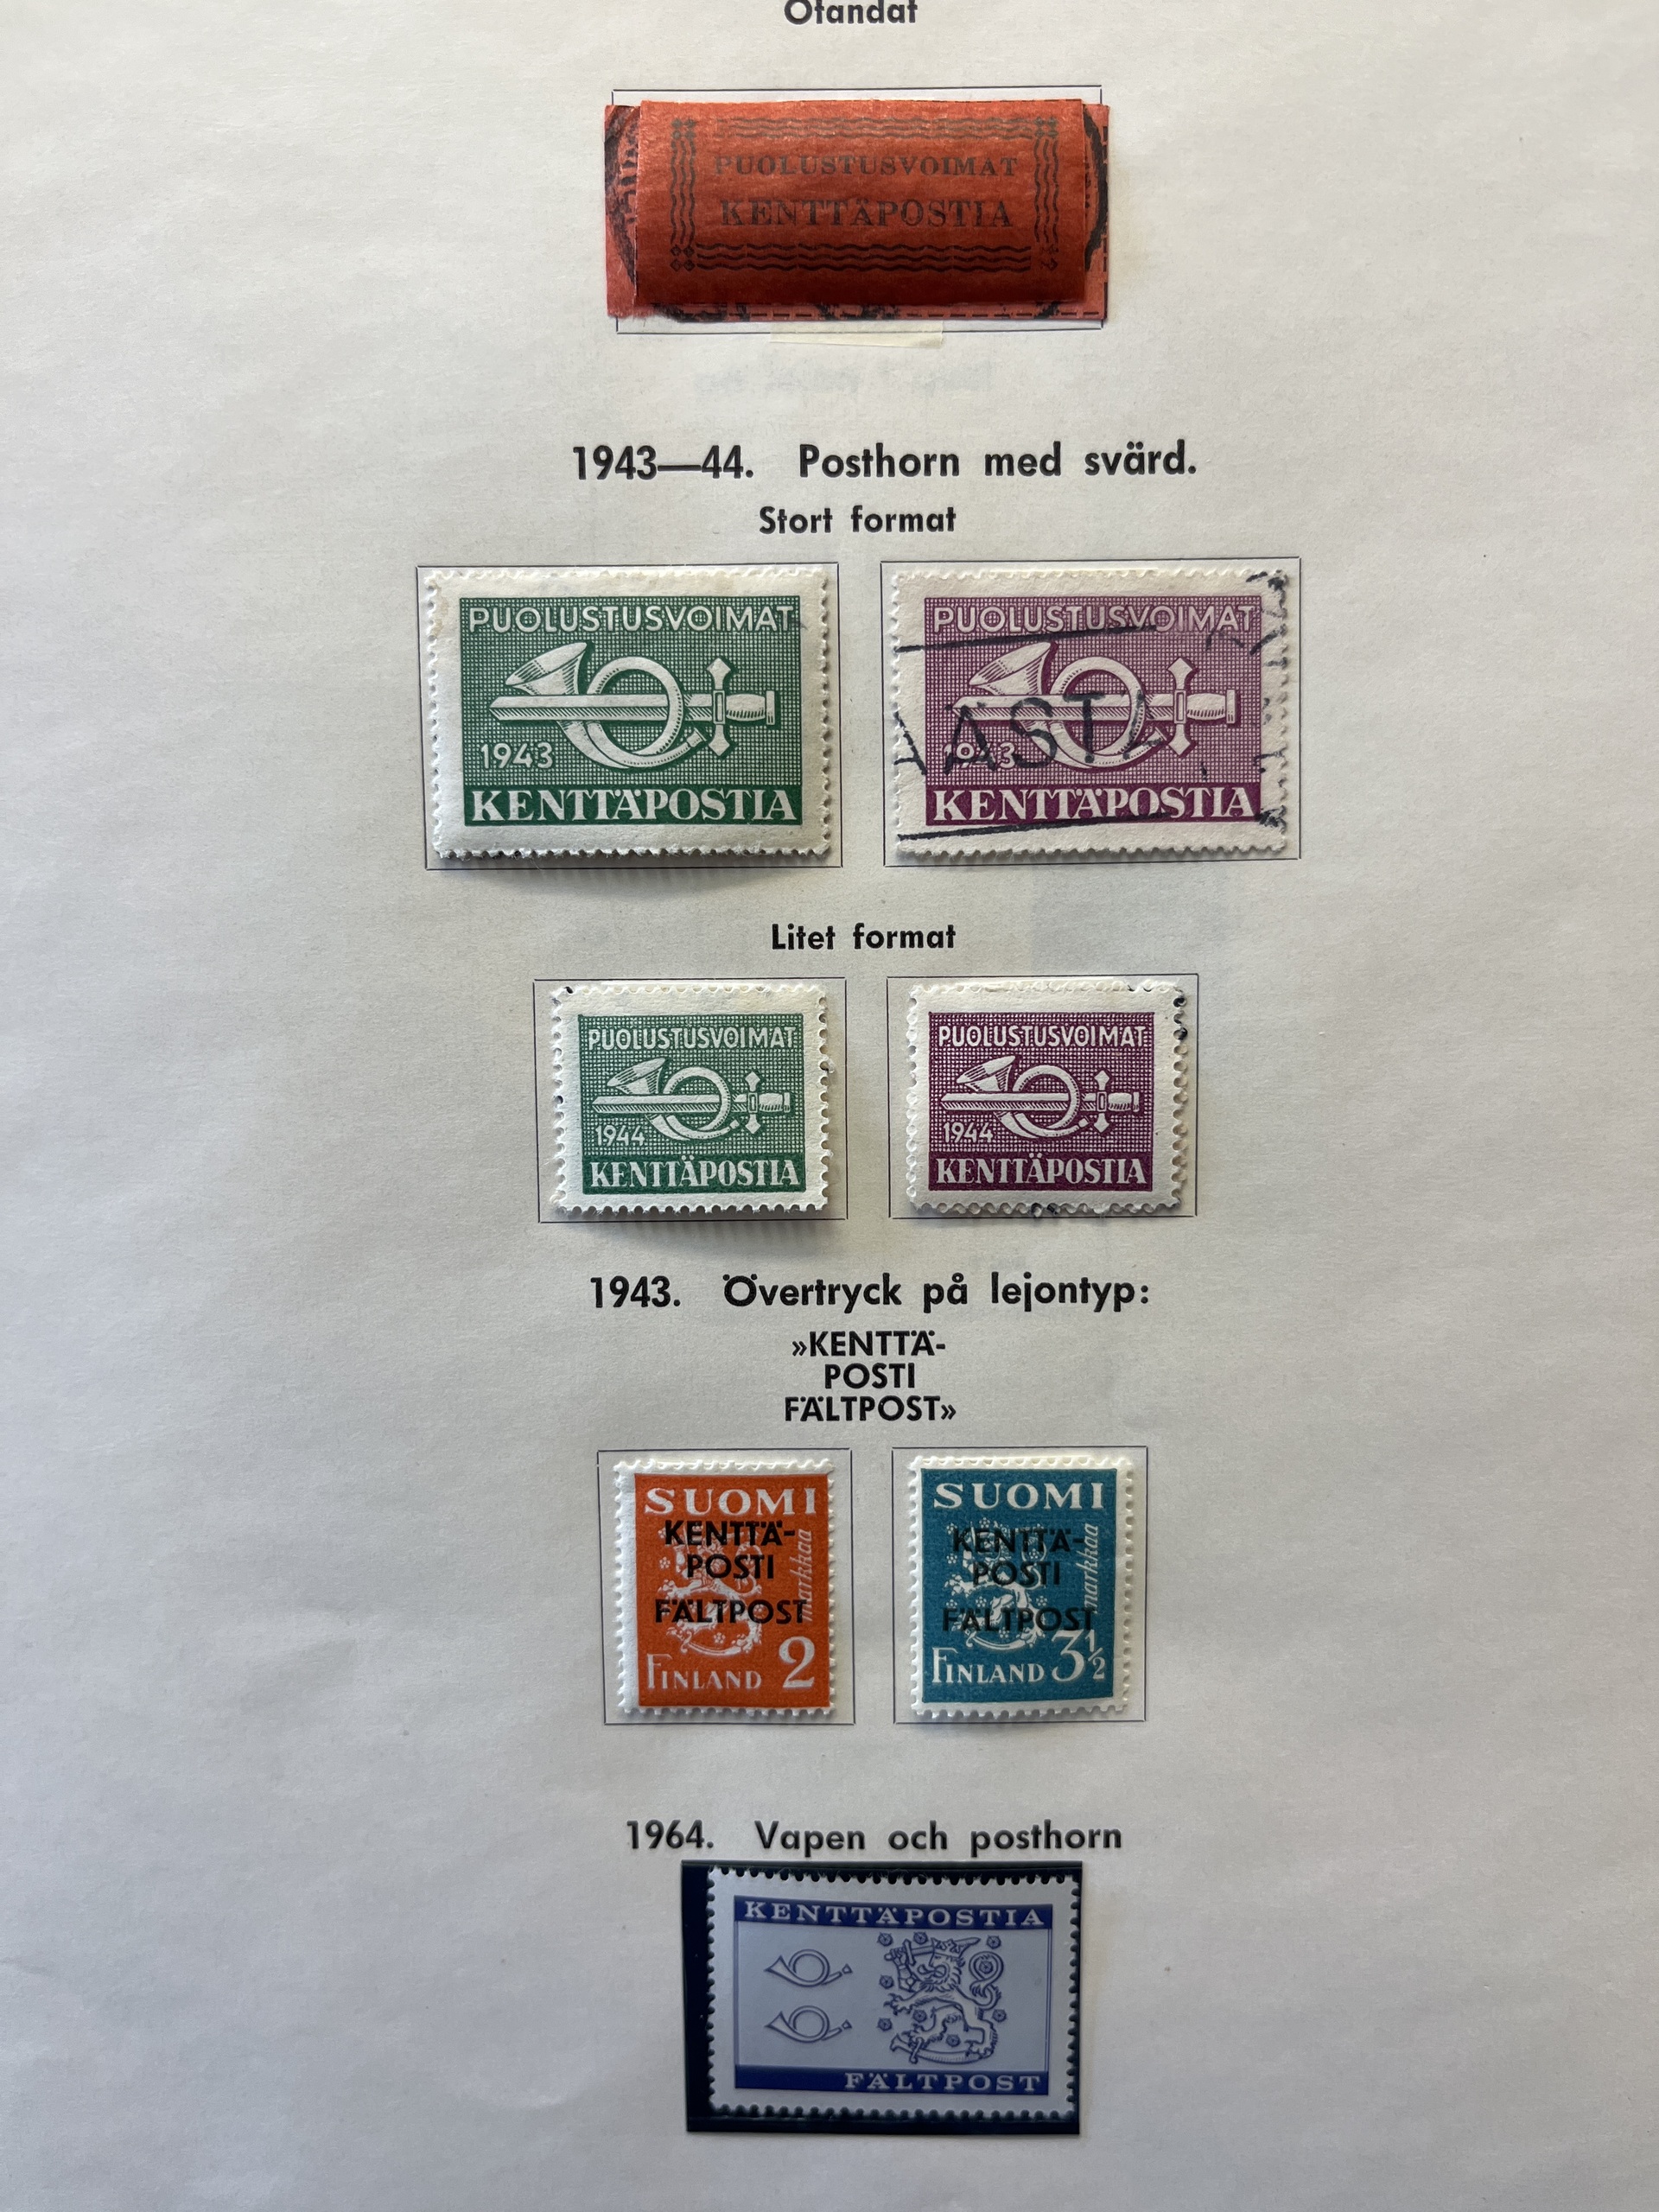 Otandat
PUOLUSTUSVOIMAT
KENTTÄPOSTIA
1943—44. Posthorn med svärd.
Stort format
PUOLUSTUSVOIMAT
1943
KENTTÄPOSTIA
PUOLUSTUSVOIMAT
1943
KENTTÄPOSTIA
Litet format
PUOLUSTUSVOIMAT
1944
KENTTÄPOSTIA
PUOLUSTUSVOIMAT
1944
KENTTÄPOSTIA
1943. Övertryck på lejontyp:
»KENTTÄ-
POSTI
FÄLTPOST»
SUOMI
KENTTÄ-
POSTI
FÄLTPOST
markkaa
FINLAND 2
SUOMI
KENTTÄ-
POSTI
FÄLTPOST
markkaa
FINLAND 3½
1964. Vapen och posthorn
KENTTÄPOSTIA
FÄLTPOST